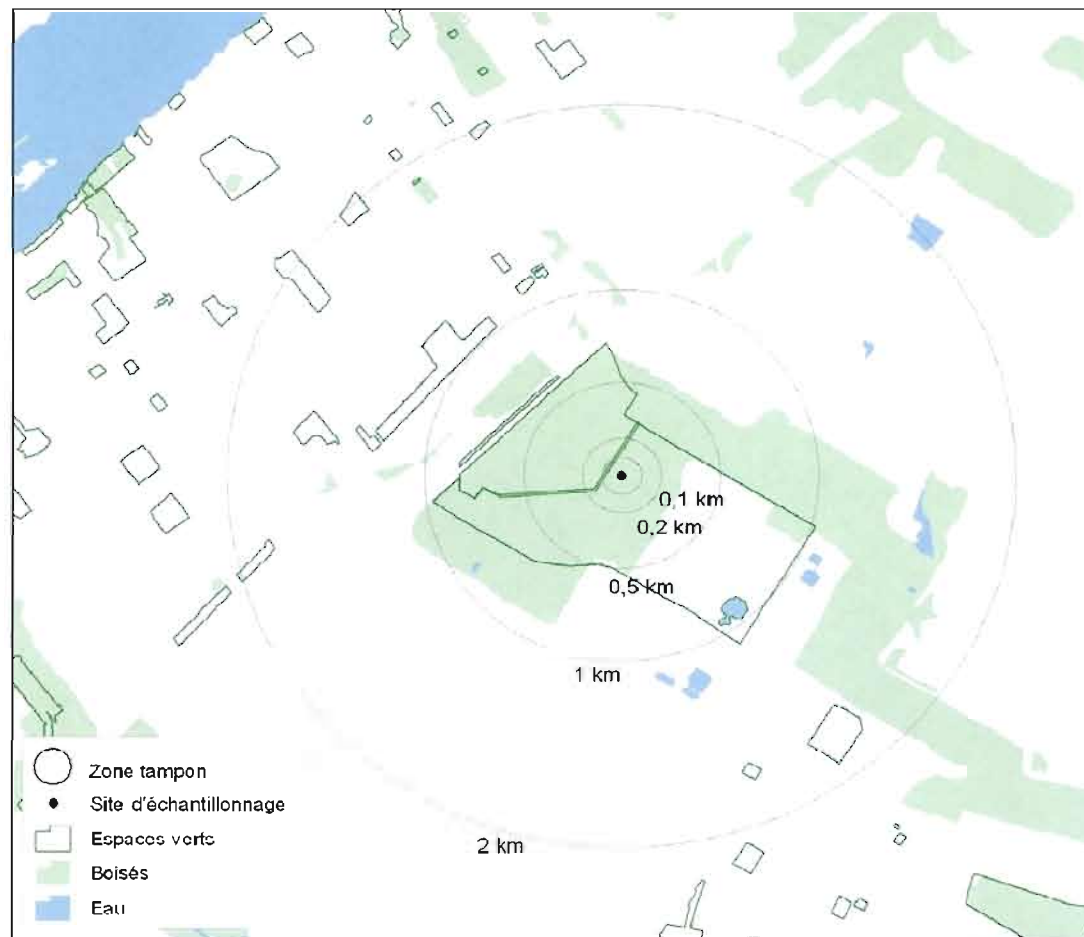 0,1 km
0,2 km
0,5 km
1 km
2 km
Zone tampon
Site d'échantillonnage
Espaces verts
Boisés
Eau